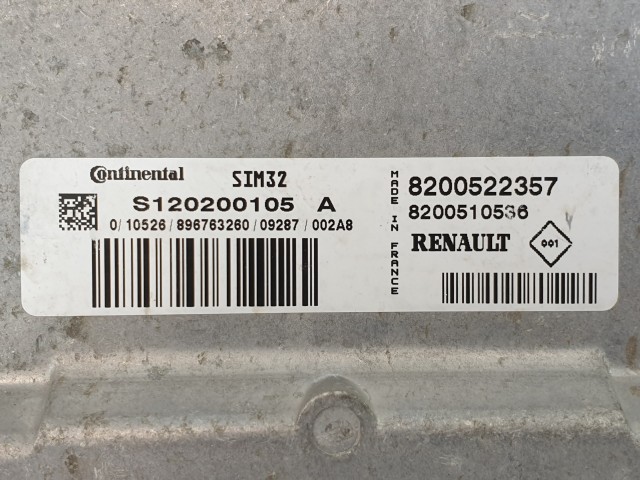 Continental SIM32
S120200105 A
0/10526/896763260/09287/002A8
MADE IN FRANCE
8200522357
8200510536
RENAULT 001